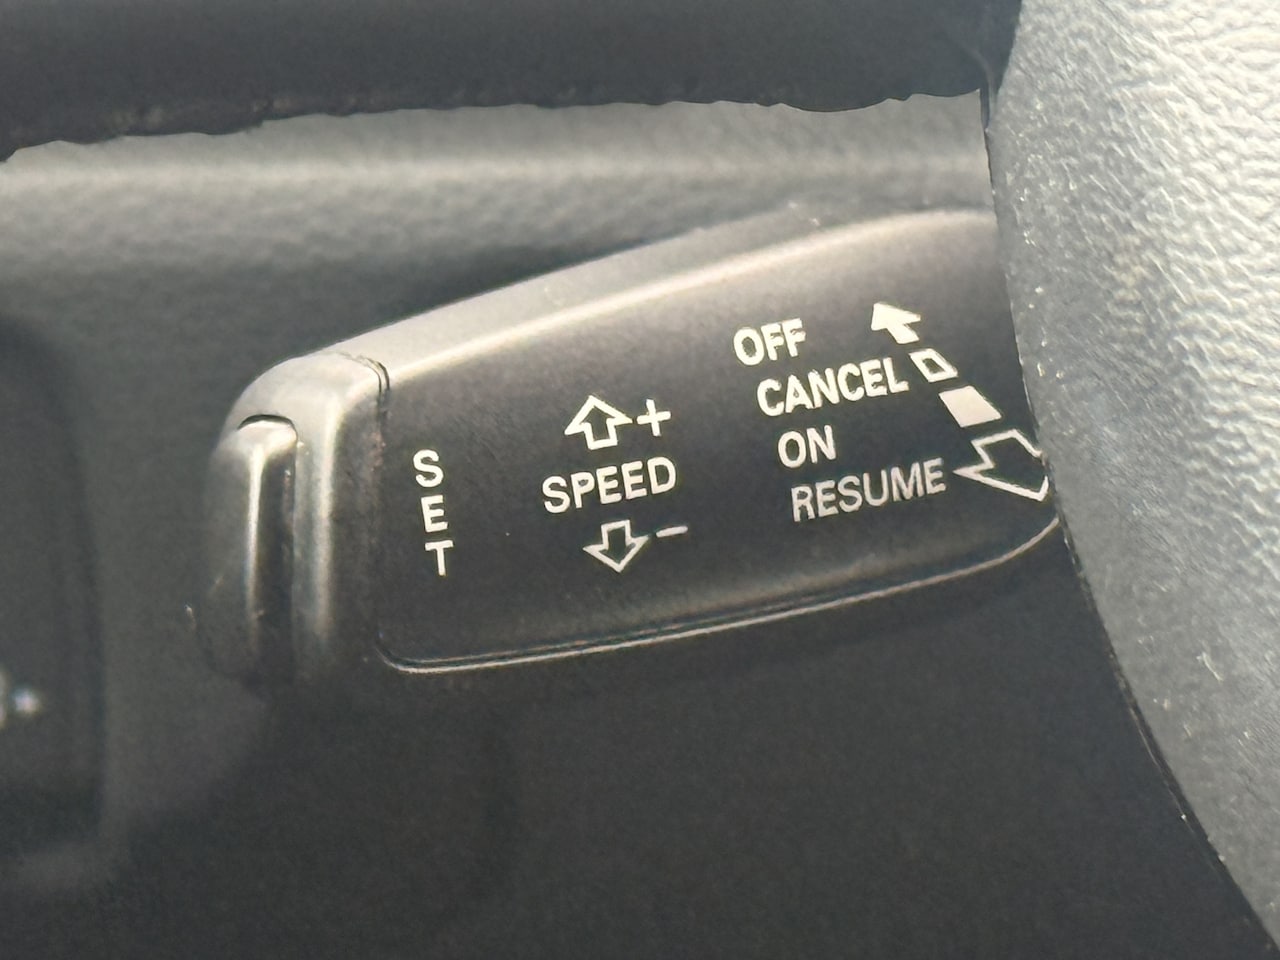 SET
+
SPEED
-
OFF
CANCEL
ON
RESUME